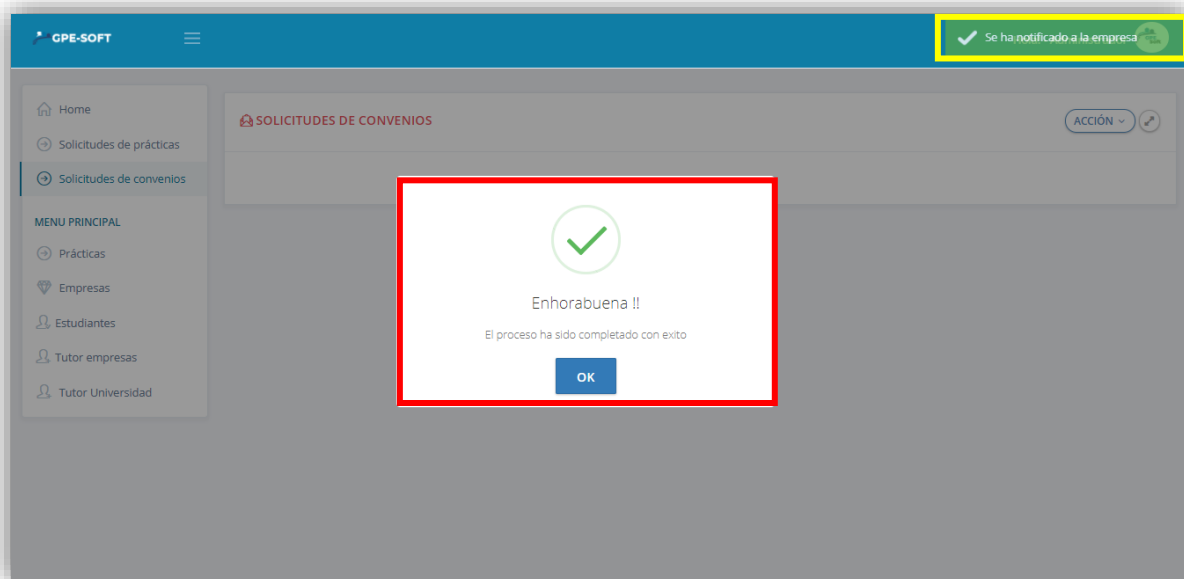 GPE-SOFT
Se ha notificado a la empresa
Home
Solicitudes de prácticas
Solicitudes de convenios
MENU PRINCIPAL
Prácticas
Empresas
Estudiantes
Tutor empresas
Tutor Universidad
SOLICITUDES DE CONVENIOS
ACCIÓN
Enhorabuena !!
El proceso ha sido completado con exito
OK